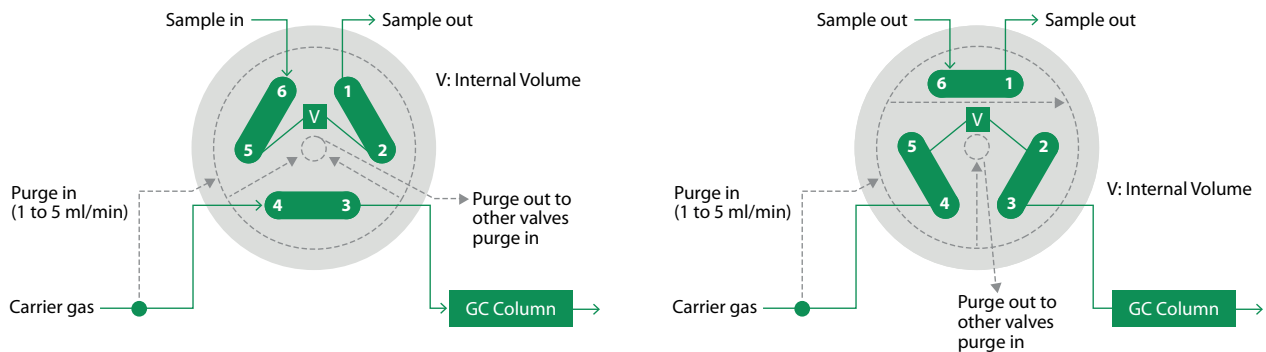 Sample in
Sample out
6
1
V: Internal Volume
V
5
2
Purge in
(1 to 5 ml/min)
4
3
Purge out to
other valves
purge in
Carrier gas
GC Column
Sample out
Sample out
6
1
V
5
2
Purge in
(1 to 5 ml/min)
V: Internal Volume
4
3
Carrier gas
Purge out to
other valves
purge in
GC Column